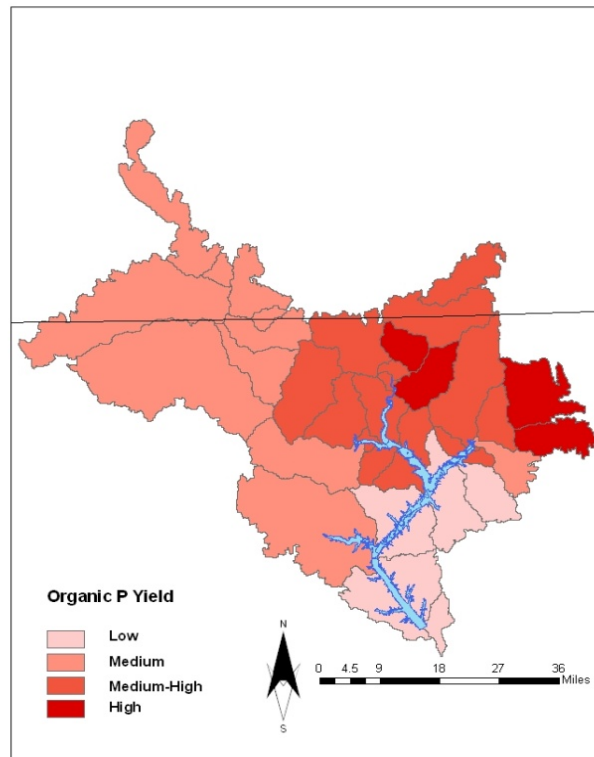 Organic P Yield
Low
Medium
Medium-High
High
N
S
0 4.5 9 18 27 36
Miles